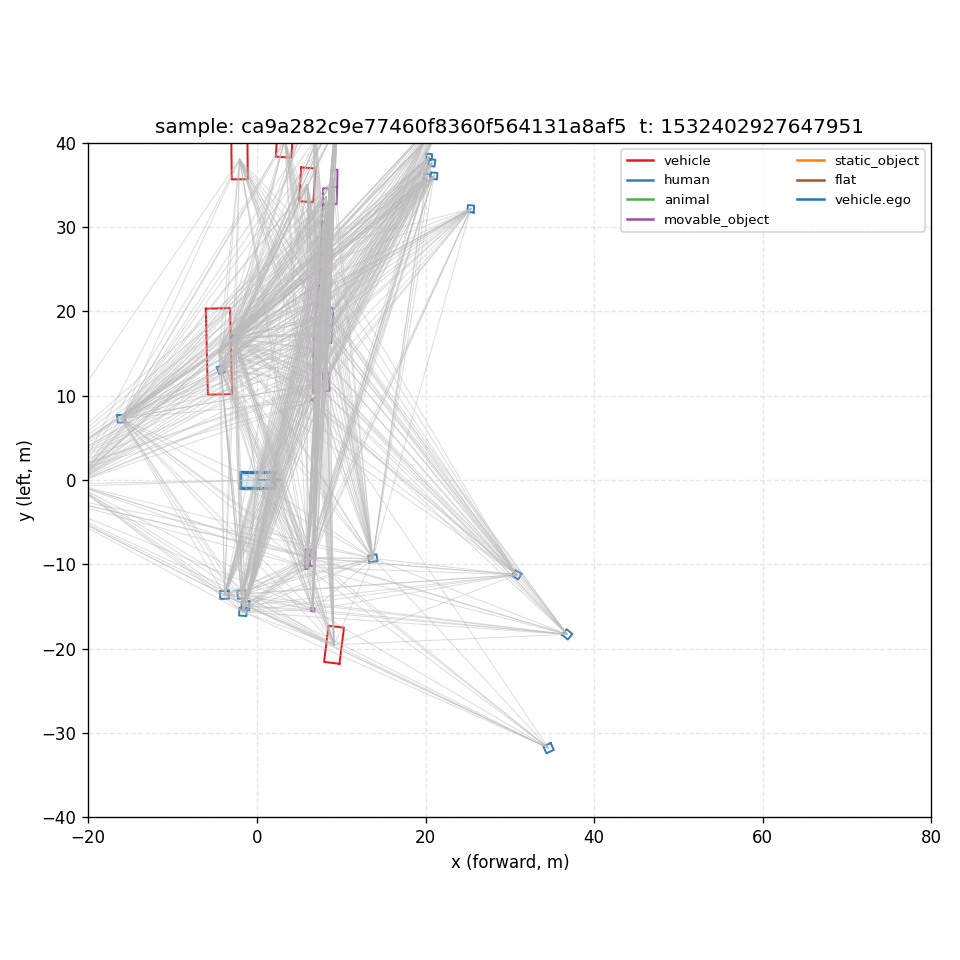 sample: ca9a282c9e77460f8360f564131a8af5  t: 1532402927647951
vehicle
human
animal
movable_object
static_object
flat
vehicle.ego
40
30
20
10
0
−10
−20
−30
−40
y (left, m)
−20
0
20
40
60
80
x (forward, m)